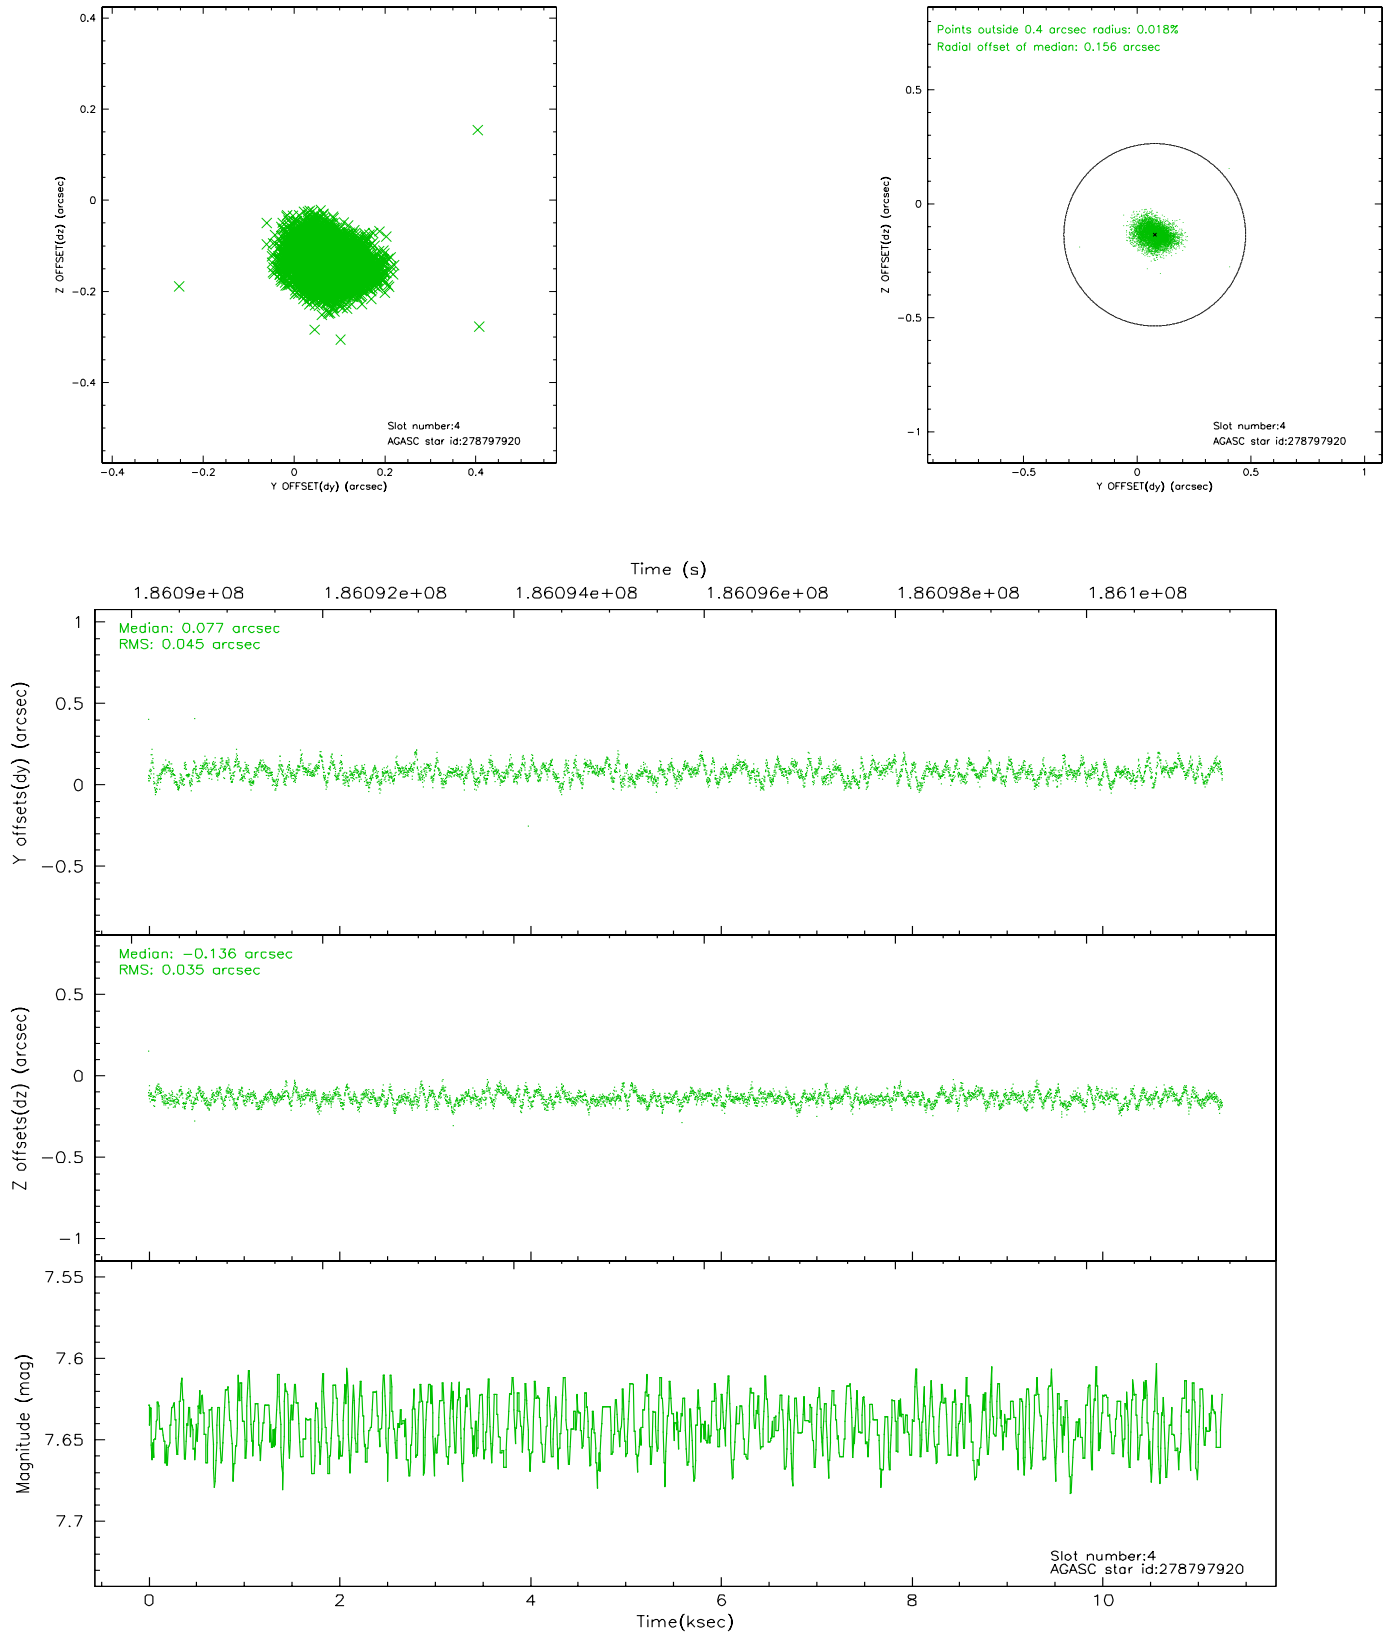 0.4
0.2
0
−0.2
−0.4
Z OFFSET(dz) (arcsec)
Slot number:4
AGASC star id:278797920
−0.4
−0.2
0
0.2
0.4
Y OFFSET(dy) (arcsec)
Points outside 0.4 arcsec radius: 0.018%
Radial offset of median: 0.156 arcsec
0.5
0
−0.5
−1
Z OFFSET(dz) (arcsec)
Slot number:4
AGASC star id:278797920
−0.5
0
0.5
1
Y OFFSET(dy) (arcsec)
Time (s)
1.8609e+08
1.86092e+08
1.86094e+08
1.86096e+08
1.86098e+08
1.861e+08
Median: 0.077 arcsec
RMS: 0.045 arcsec
1
0.5
0
−0.5
Y offsets(dy) (arcsec)
Median: −0.136 arcsec
RMS: 0.035 arcsec
0.5
0
−0.5
−1
Z offsets(dz) (arcsec)
7.55
7.6
7.65
7.7
Magnitude (mag)
Slot number:4
AGASC star id:278797920
0
2
4
6
8
10
Time(ksec)